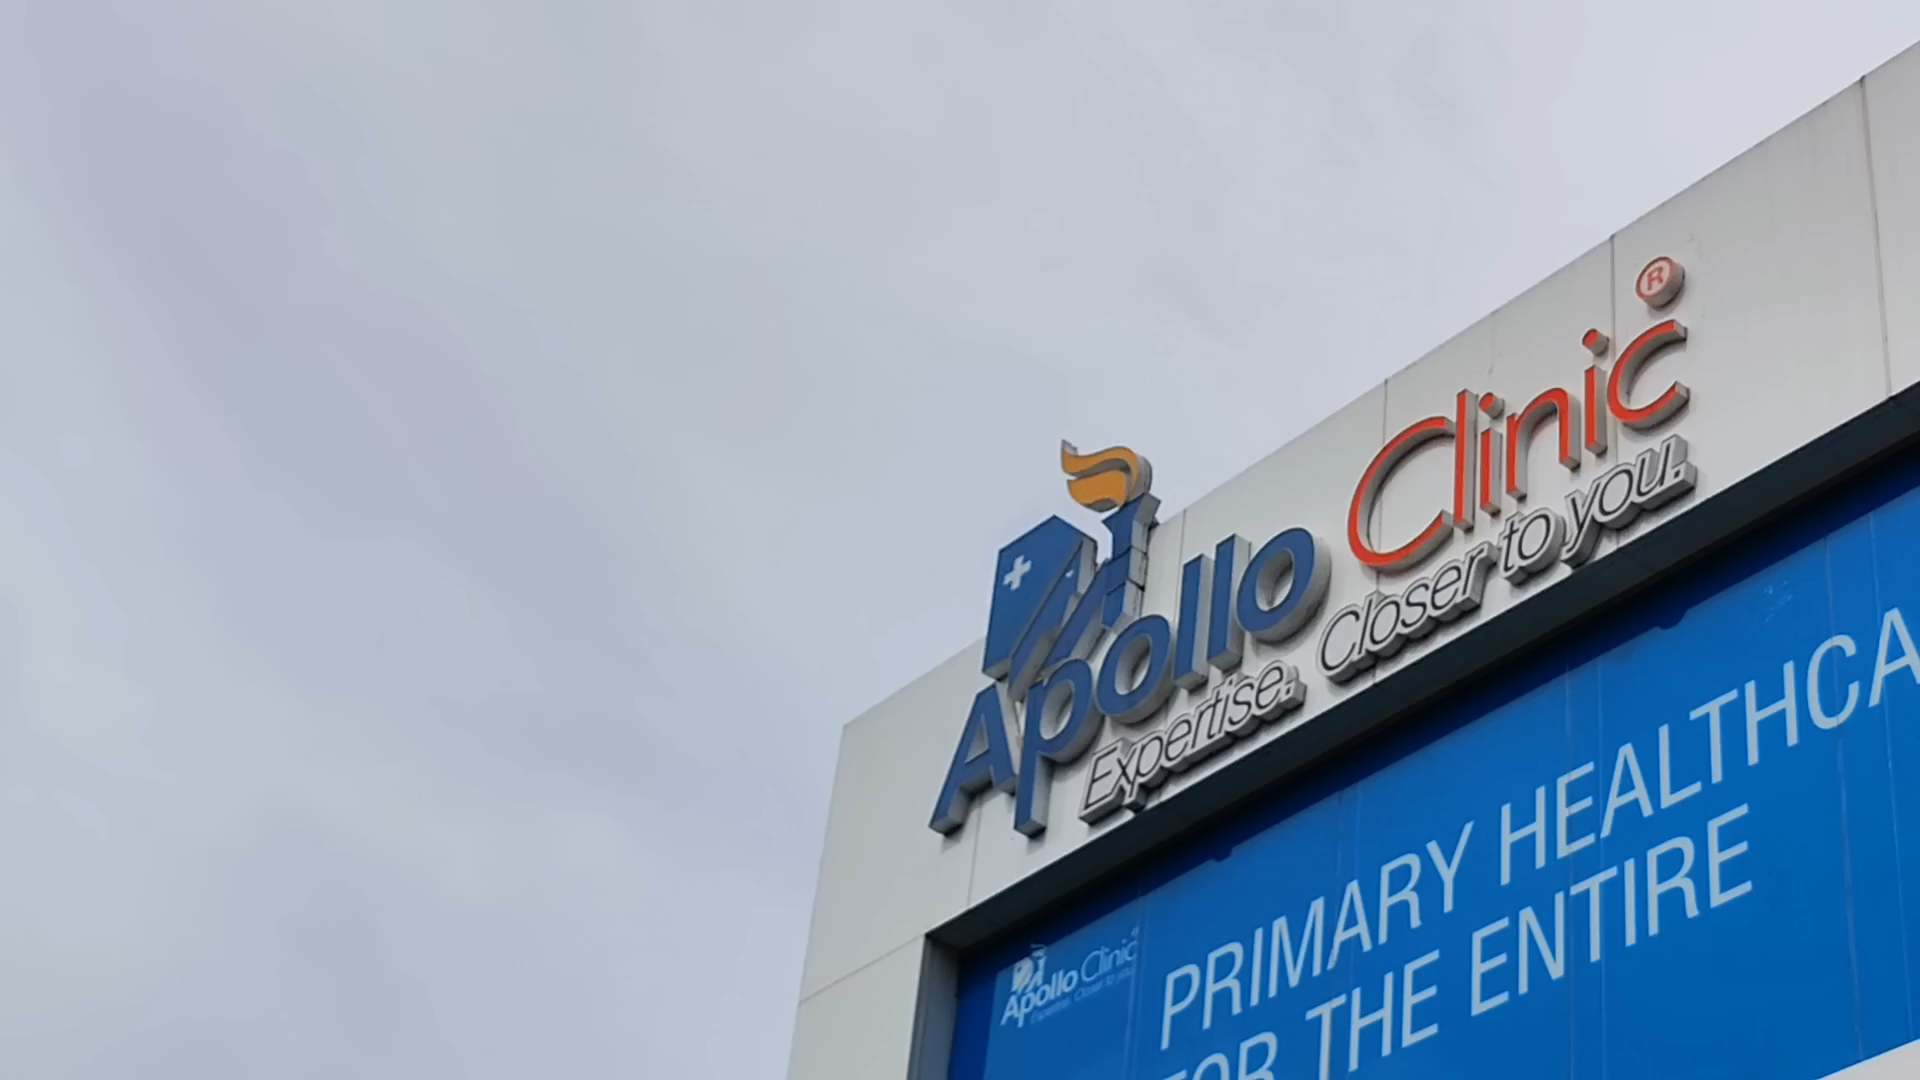 Apollo Clinic®
Expertise. Closer to you.
Apollo Clinic®
Expertise. Closer to you.
PRIMARY HEALTHCA
FOR THE ENTIRE